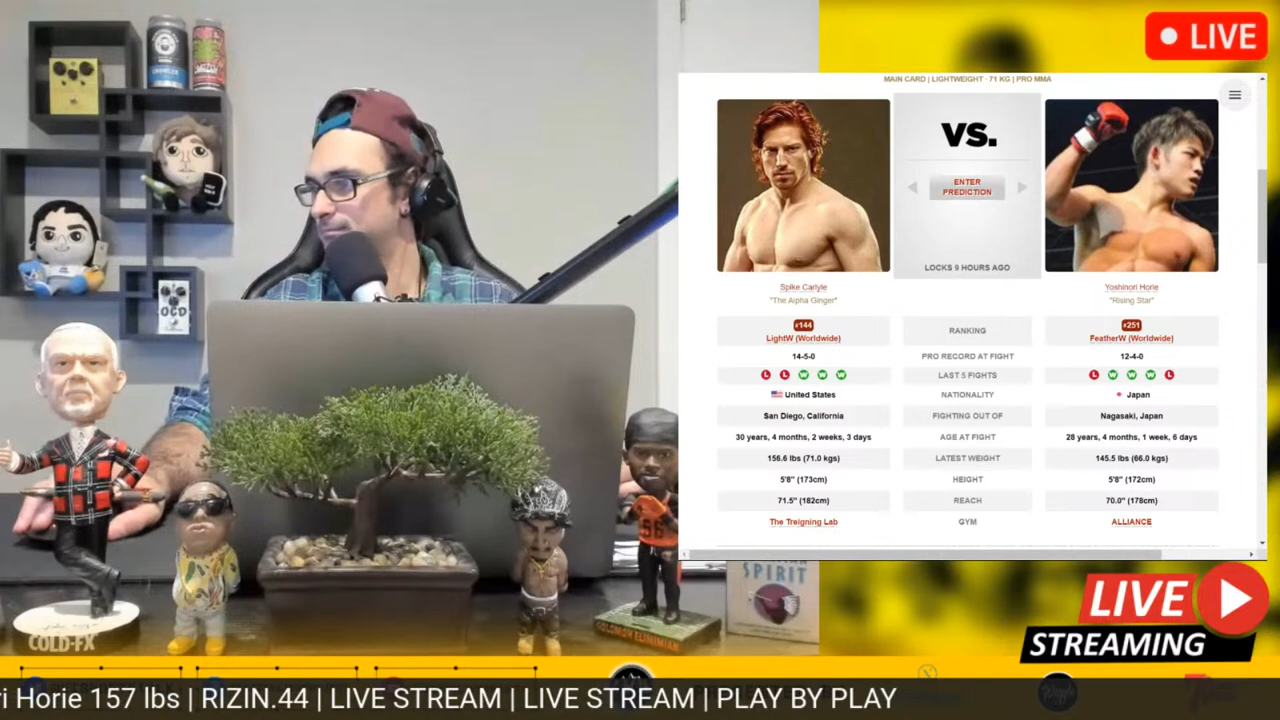 LIVE
MAIN CARD | LIGHTWEIGHT · 71 KG | PRO MMA
VS.
ENTER
PREDICTION
LOCKS 9 HOURS AGO
Spike Carlyle
Yoshinori Horie
"The Alpha Ginger"
"Rising Star"
#144
RANKING
#251
LightW (Worldwide)
FeatherW (Worldwide)
14-5-0
PRO RECORD AT FIGHT
12-4-0
L L W W W
LAST 5 FIGHTS
L W W W L
United States
NATIONALITY
Japan
San Diego, California
FIGHTING OUT OF
Nagasaki, Japan
30 years, 4 months, 2 weeks, 3 days
AGE AT FIGHT
28 years, 4 months, 1 week, 6 days
156.6 lbs (71.0 kgs)
LATEST WEIGHT
145.5 lbs (66.0 kgs)
5'8" (173cm)
HEIGHT
5'8" (172cm)
71.5" (182cm)
REACH
70.0" (178cm)
The Treigning Lab
GYM
ALLIANCE
OCD
COLD-FX
56
SOLOMON ELIMIMIAN
SPIRIT
LIVE
STREAMING
ri Horie 157 lbs | RIZIN.44 | LIVE STREAM | LIVE STREAM | PLAY BY PLAY